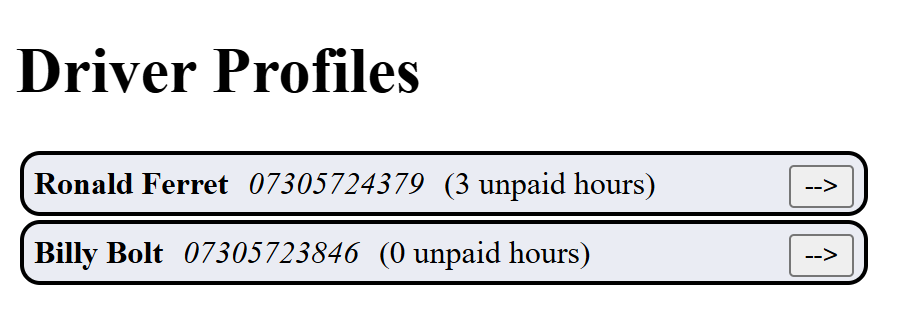 Driver Profiles
Ronald Ferret 07305724379 (3 unpaid hours) -->
Billy Bolt 07305723846 (0 unpaid hours) -->